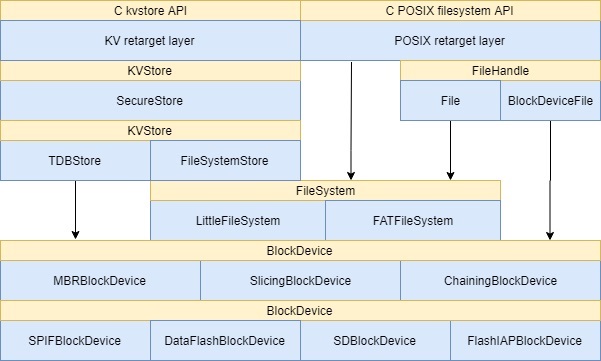 C kvstore API
C POSIX filesystem API
KV retarget layer
POSIX retarget layer
KVStore
FileHandle
SecureStore
File
BlockDeviceFile
KVStore
TDBStore
FileSystemStore
FileSystem
LittleFileSystem
FATFileSystem
BlockDevice
MBRBlockDevice
SlicingBlockDevice
ChainingBlockDevice
BlockDevice
SPIFBlockDevice
DataFlashBlockDevice
SDBlockDevice
FlashIAPBlockDevice